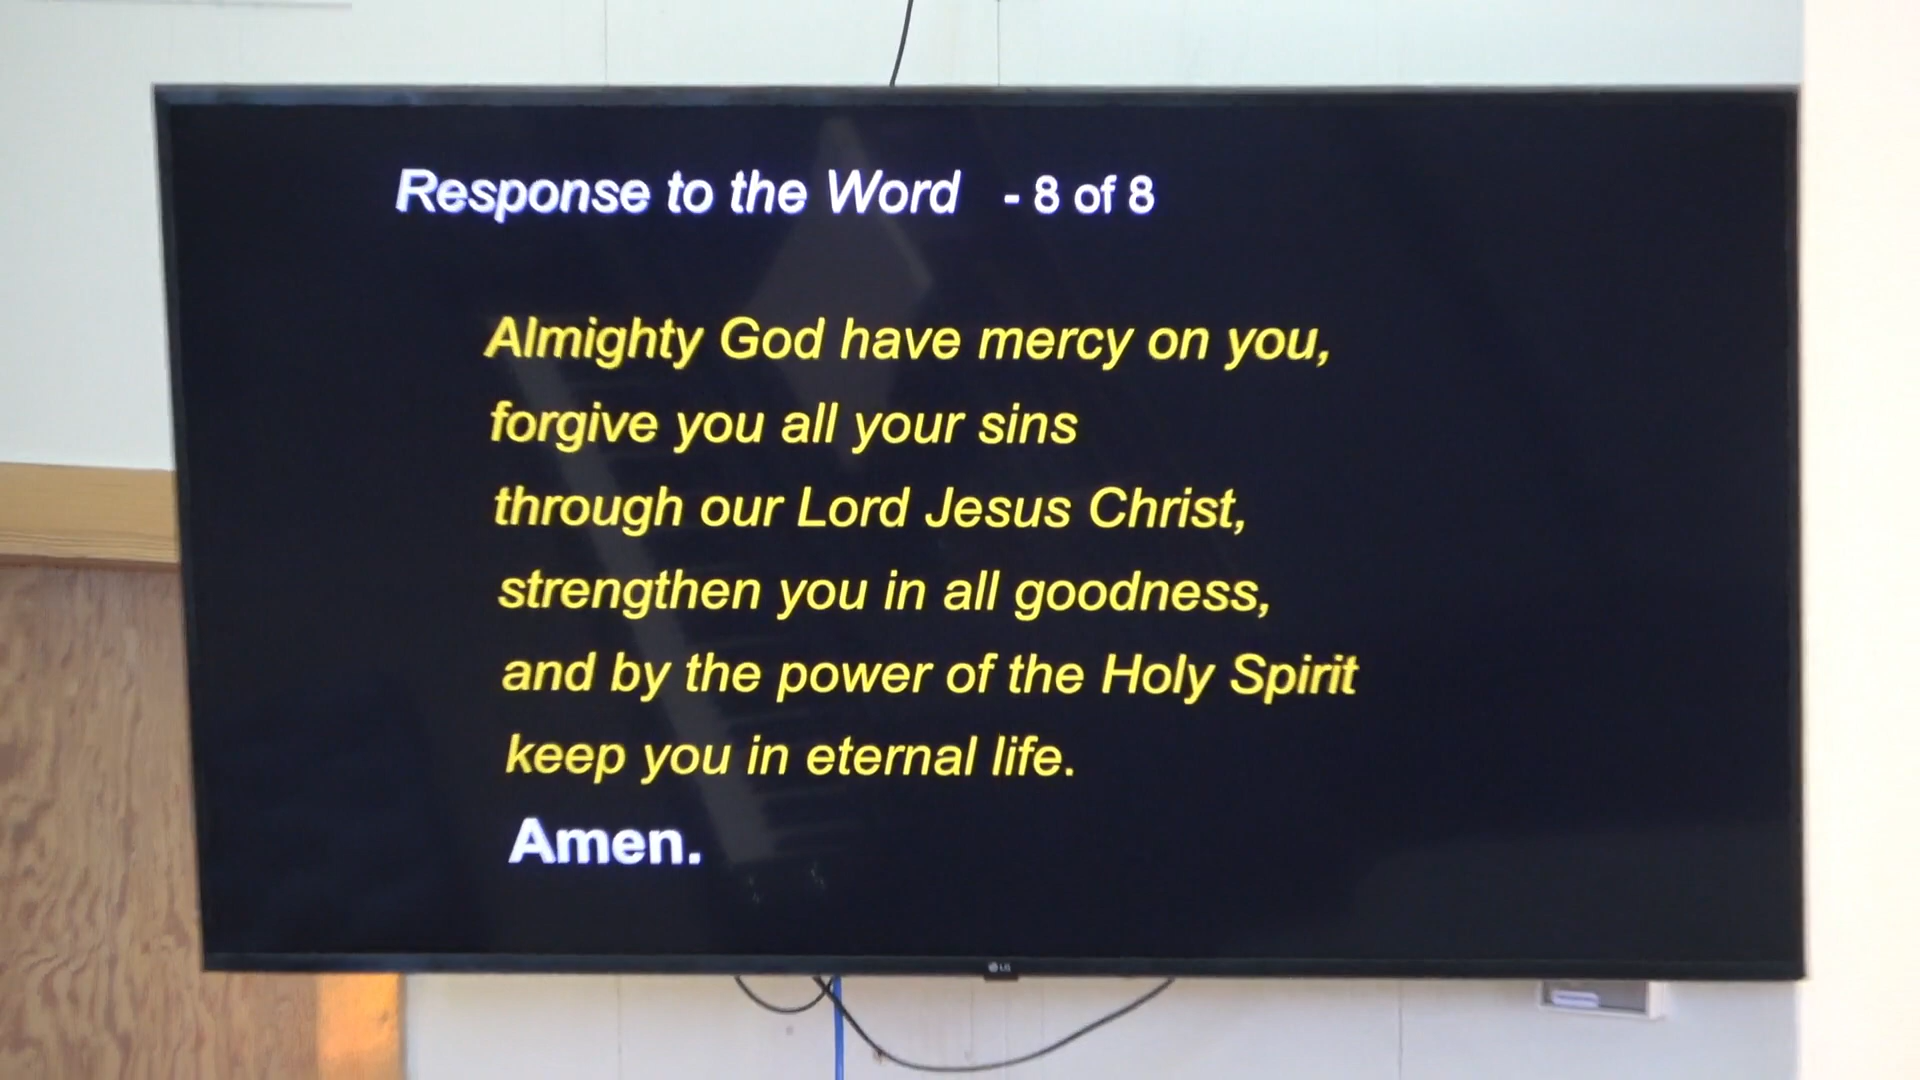 Response to the Word - 8 of 8
Almighty God have mercy on you,
forgive you all your sins
through our Lord Jesus Christ,
strengthen you in all goodness,
and by the power of the Holy Spirit
keep you in eternal life.
Amen.
LG